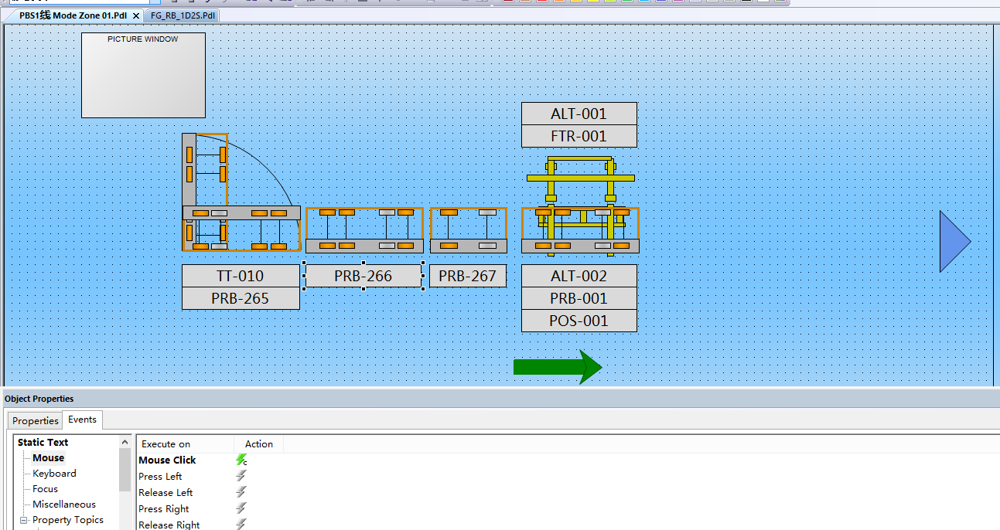 PBS1线 Mode Zone 01.Pdl
FG_RB_1D2S.Pdl
PICTURE WINDOW
ALT-001
FTR-001
TT-010
PRB-265
PRB-266
PRB-267
ALT-002
PRB-001
POS-001
Object Properties
Properties
Events
Static Text
Mouse
Keyboard
Focus
Miscellaneous
Property Topics
Execute on
Action
Mouse Click
Press Left
Release Left
Press Right
Release Right